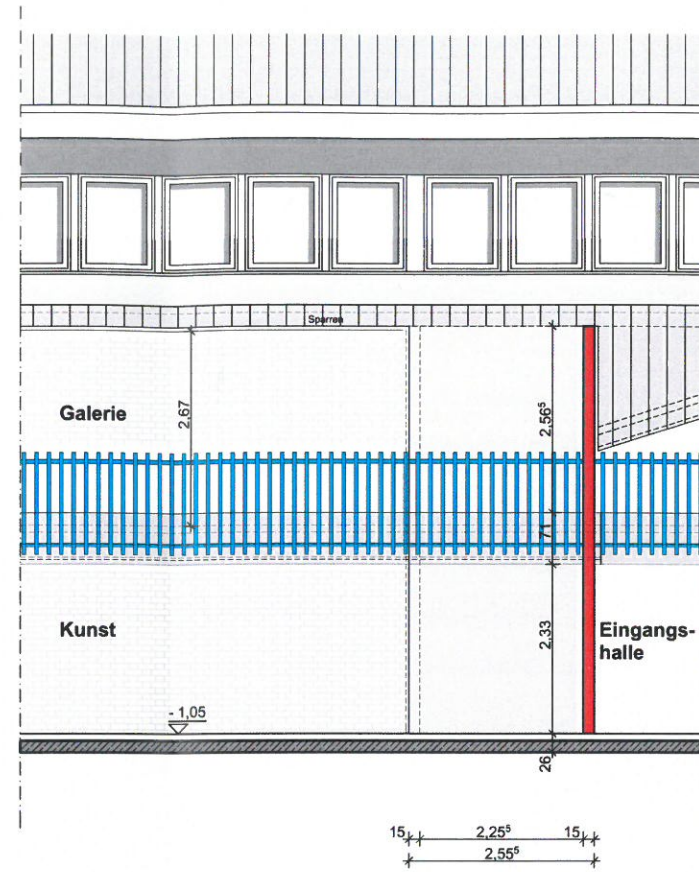 Sparren
Galerie
2,67
2,56⁵
71
Kunst
2,33
Eingangs-
halle
- 1,05
26
15
2,25⁵
15
2,55⁵